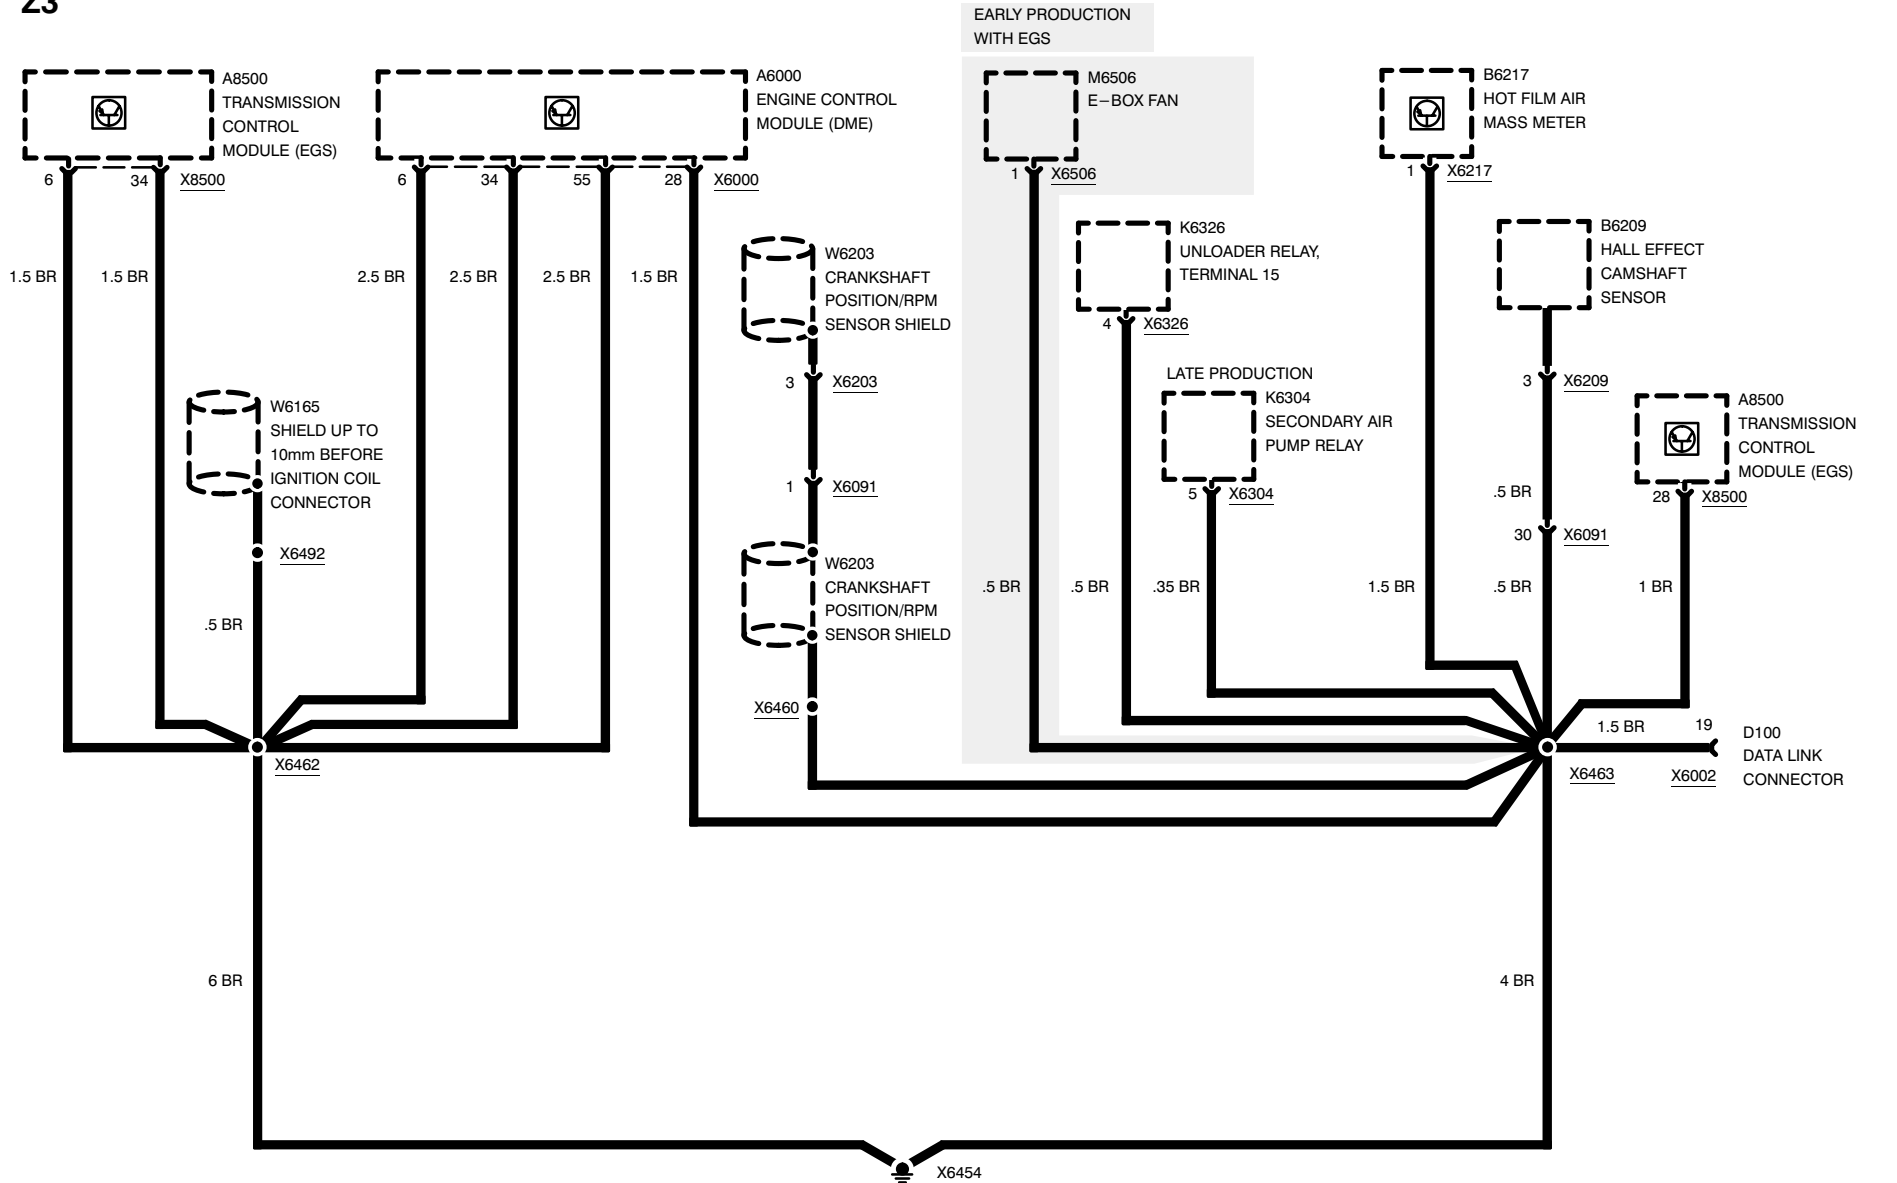 Z3
EARLY PRODUCTION
WITH EGS
A8500
TRANSMISSION
CONTROL
MODULE (EGS)
6
34
X8500
A6000
ENGINE CONTROL
MODULE (DME)
6
34
55
28
X6000
M6506
E–BOX FAN
1
X6506
B6217
HOT FILM AIR
MASS METER
1
X6217
1.5 BR
1.5 BR
2.5 BR
2.5 BR
2.5 BR
1.5 BR
W6203
CRANKSHAFT
POSITION/RPM
SENSOR SHIELD
3
X6203
1
X6091
W6203
CRANKSHAFT
POSITION/RPM
SENSOR SHIELD
X6460
K6326
UNLOADER RELAY,
TERMINAL 15
4
X6326
LATE PRODUCTION
K6304
SECONDARY AIR
PUMP RELAY
5
X6304
B6209
HALL EFFECT
CAMSHAFT
SENSOR
3
X6209
.5 BR
30
X6091
A8500
TRANSMISSION
CONTROL
MODULE (EGS)
28
X8500
W6165
SHIELD UP TO
10mm BEFORE
IGNITION COIL
CONNECTOR
X6492
.5 BR
.5 BR
.5 BR
.35 BR
1.5 BR
.5 BR
1 BR
X6462
1.5 BR
19
D100
DATA LINK
CONNECTOR
X6463
X6002
6 BR
4 BR
X6454